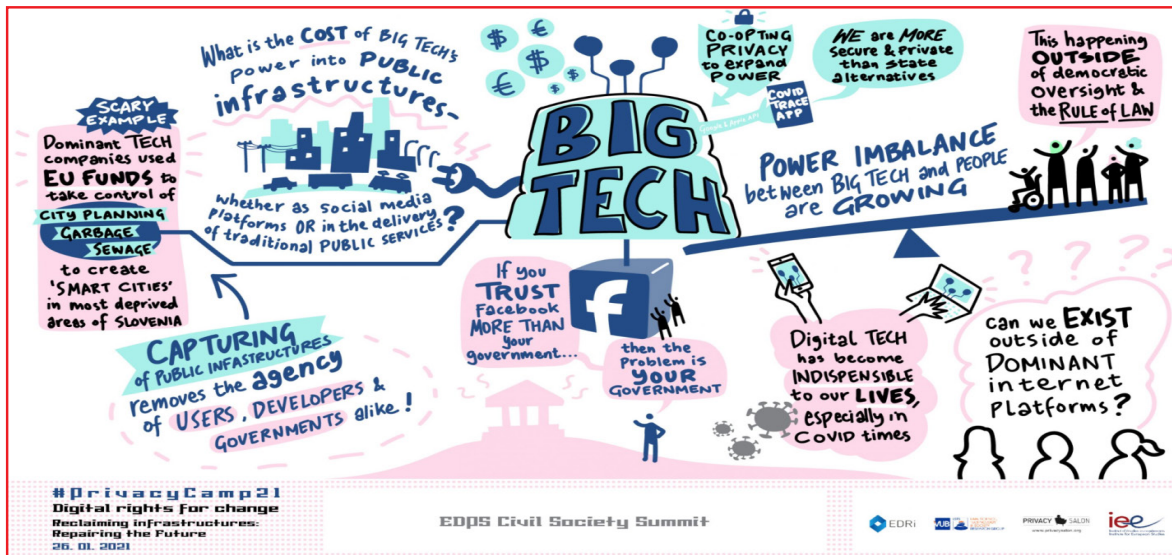 What is the COST of BIG TECH's
power into PUBLIC
infrastructures-
whether as social media
platforms OR in the delivery
of traditional PUBLIC SERVICES?
SCARY
EXAMPLE
Dominant TECH
companies used
EU FUNDS to
take control of
CITY PLANNING
GARBAGE
SEWAGE
to create
'SMART CITIES'
in most deprived
areas of SLOVENIA
CAPTURING
of PUBLIC INFASTRUCTURES
removes the agency
of USERS, DEVELOPERS &
GOVERNMENTS alike!
$ € $ € $
BIG
TECH
CO-OPTING
PRIVACY
to expand
POWER
WE are MORE
secure & private
than state
alternatives
COVID
TRACE
APP
Google & Apple API
This happening
OUTSIDE
of democratic
oversight &
the RULE of LAW
POWER IMBALANCE
between BIG TECH and PEOPLE
are GROWING
If you
TRUST
Facebook
MORE THAN
your
government...
f
then the
Problem is
YOUR
GOVERNMENT
Digital TECH
has become
INDISPENSIBLE
to our LIVES,
especially in
COVID times
? ? ? ?
Can we EXIST
outside of
DOMINANT
internet
platforms?
#PrivacyCamp21
Digital rights for change
Reclaiming infrastructures:
Repairing the Future
26. 01. 2021
EDPS Civil Society Summit
EDRi
VUB
PRIVACY SALON
www.privacysalon.org
iee